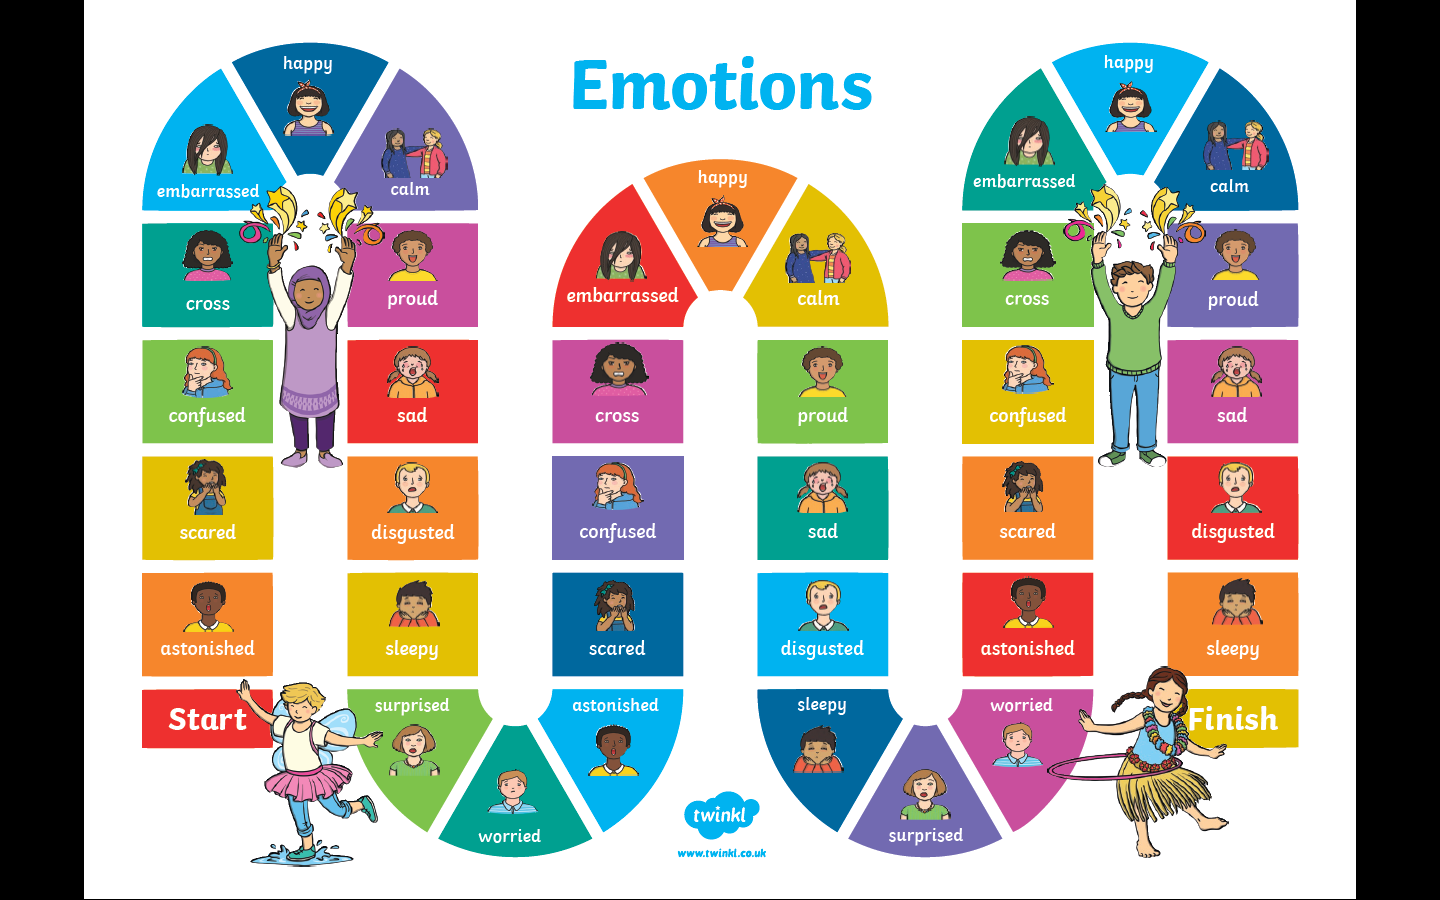 Emotions
Start
astonished
scared
confused
cross
embarrassed
happy
calm
proud
sad
disgusted
sleepy
surprised
worried
astonished
scared
confused
cross
embarrassed
happy
calm
proud
sad
disgusted
sleepy
surprised
worried
astonished
scared
confused
cross
embarrassed
happy
calm
proud
sad
disgusted
sleepy
Finish
twinkl
www.twinkl.co.uk